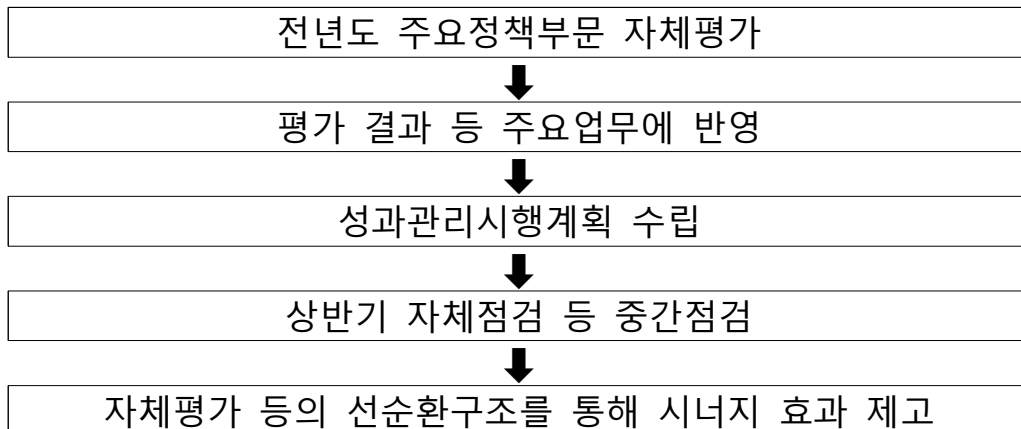 전년도 주요정책부문 자체평가
평가 결과 등 주요업무에 반영
성과관리시행계획 수립
상반기 자체점검 등 중간점검
자체평가 등의 선순환구조를 통해 시너지 효과 제고